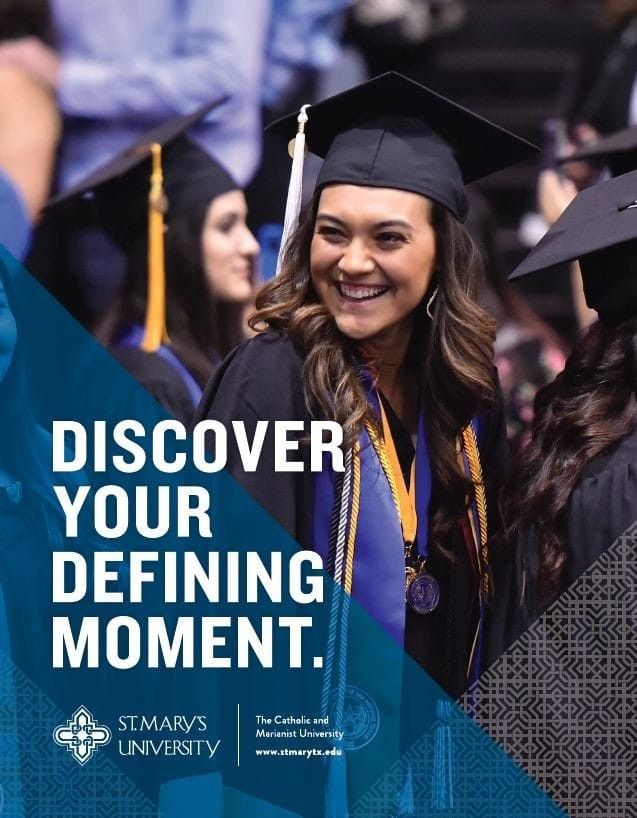 DISCOVER
YOUR
DEFINING
MOMENT.
ST. MARY'S
UNIVERSITY
The Catholic and
Marianist University
www.stmarytx.edu